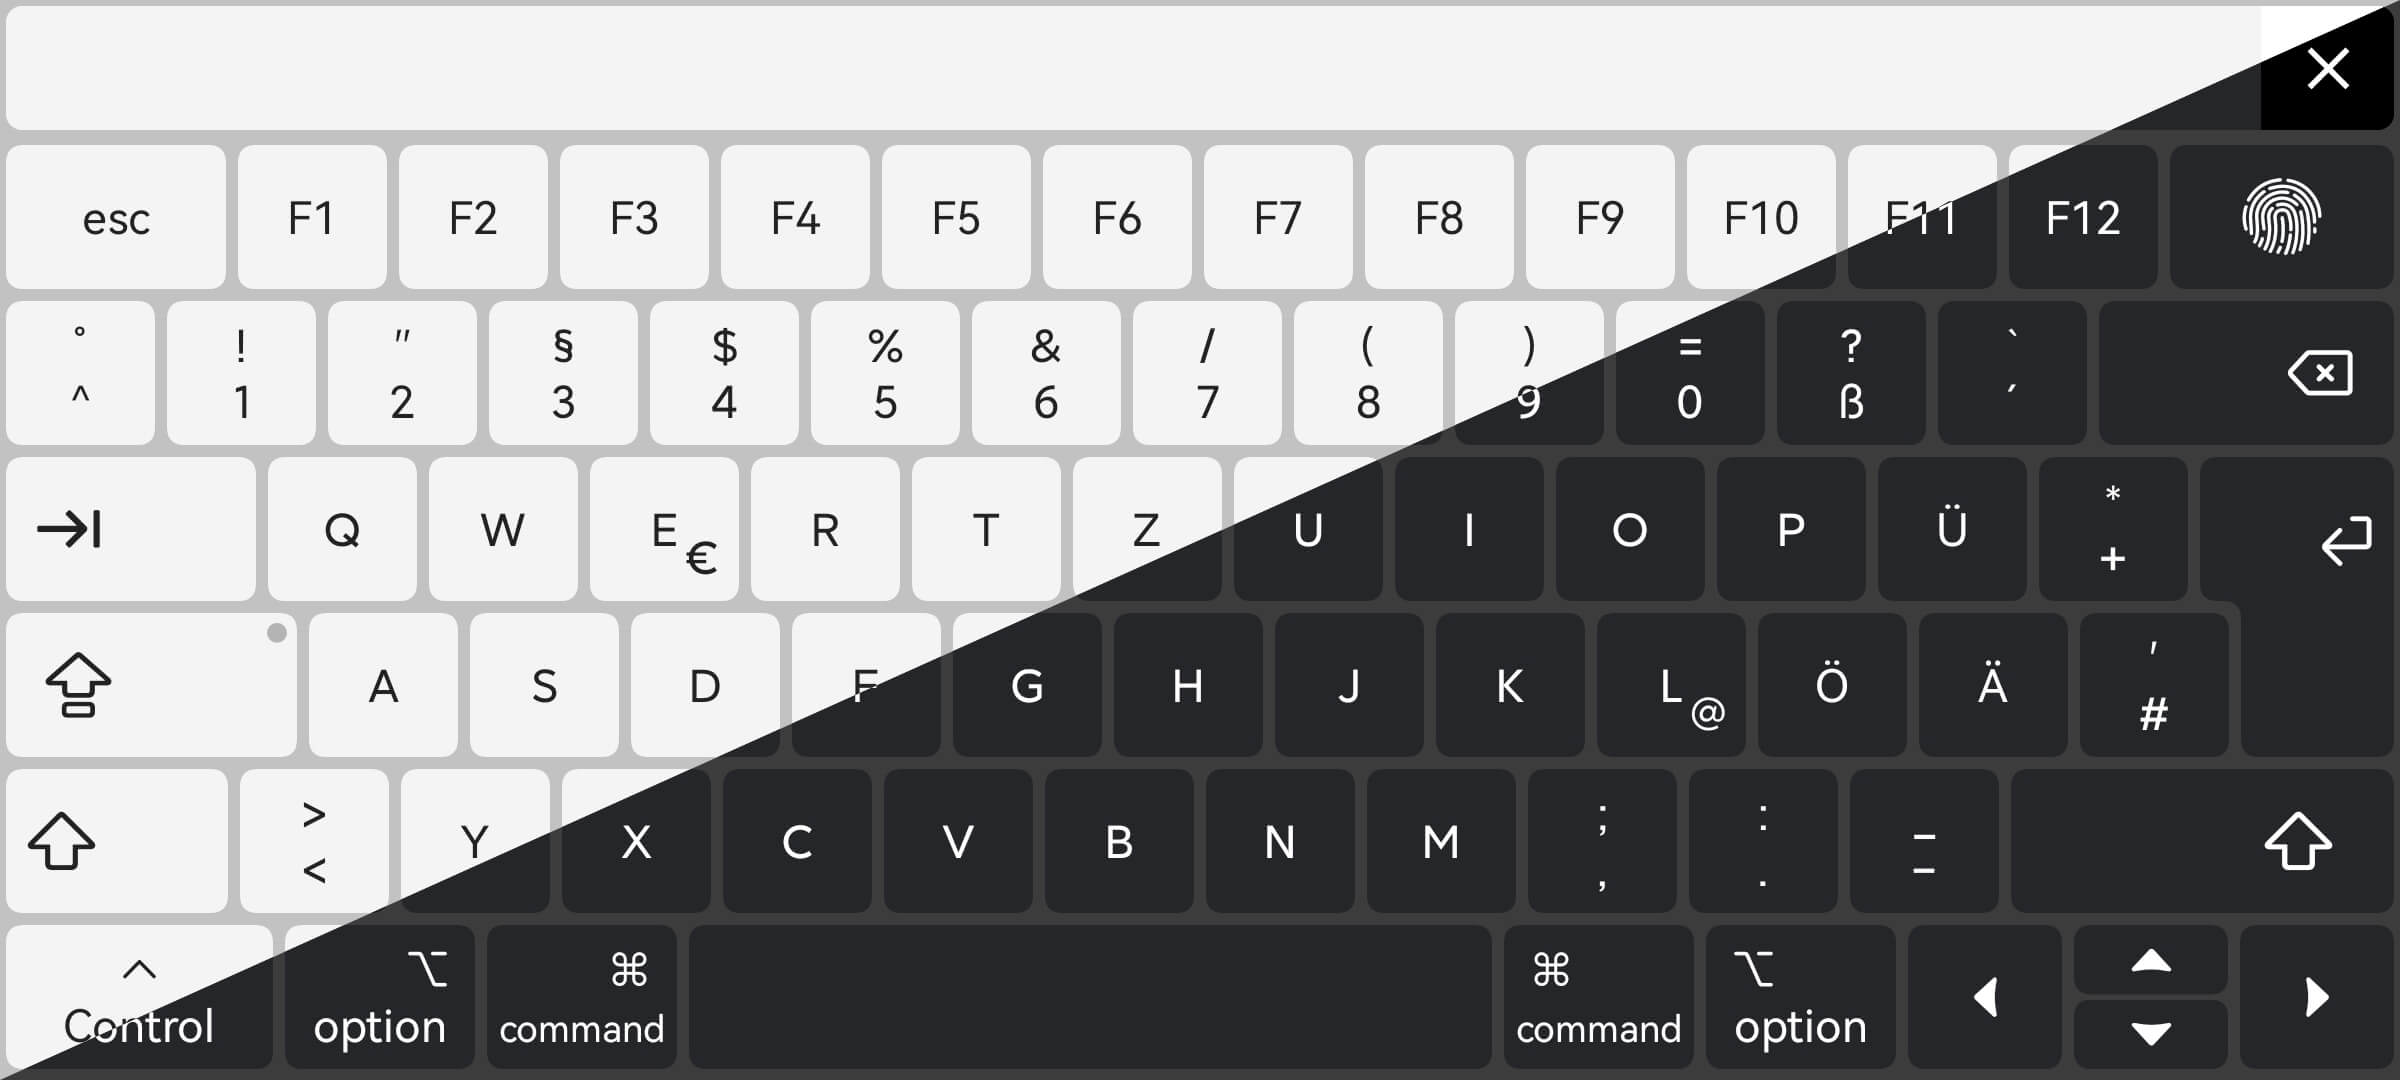 esc F1 F2 F3 F4 F5 F6 F7 F8 F9 F10 F11 F12
° ! " § $ % & / ( ) = ? `
^ 1 2 3 4 5 6 7 8 9 0 ß ´
Q W E € R T Z U I O P Ü * +
A S D F G H J K L @ Ö Ä ' #
> < Y X C V B N M ; , : . – –
^ ⌥ ⌘ ⌘ ⌥
Control option command command option